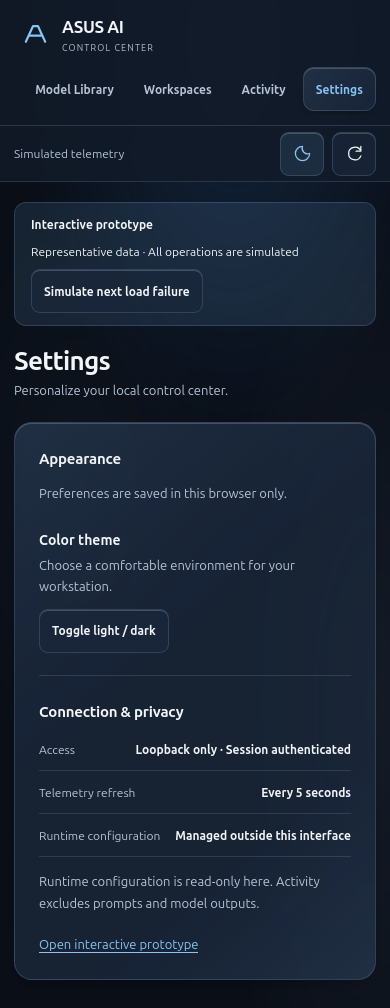 ASUS AI
CONTROL CENTER
Model Library
Workspaces
Activity
Settings
Simulated telemetry
Interactive prototype
Representative data · All operations are simulated
Simulate next load failure
Settings
Personalize your local control center.
Appearance
Preferences are saved in this browser only.
Color theme
Choose a comfortable environment for your
workstation.
Toggle light / dark
Connection & privacy
Access Loopback only · Session authenticated
Telemetry refresh Every 5 seconds
Runtime configuration Managed outside this interface
Runtime configuration is read-only here. Activity
excludes prompts and model outputs.
Open interactive prototype